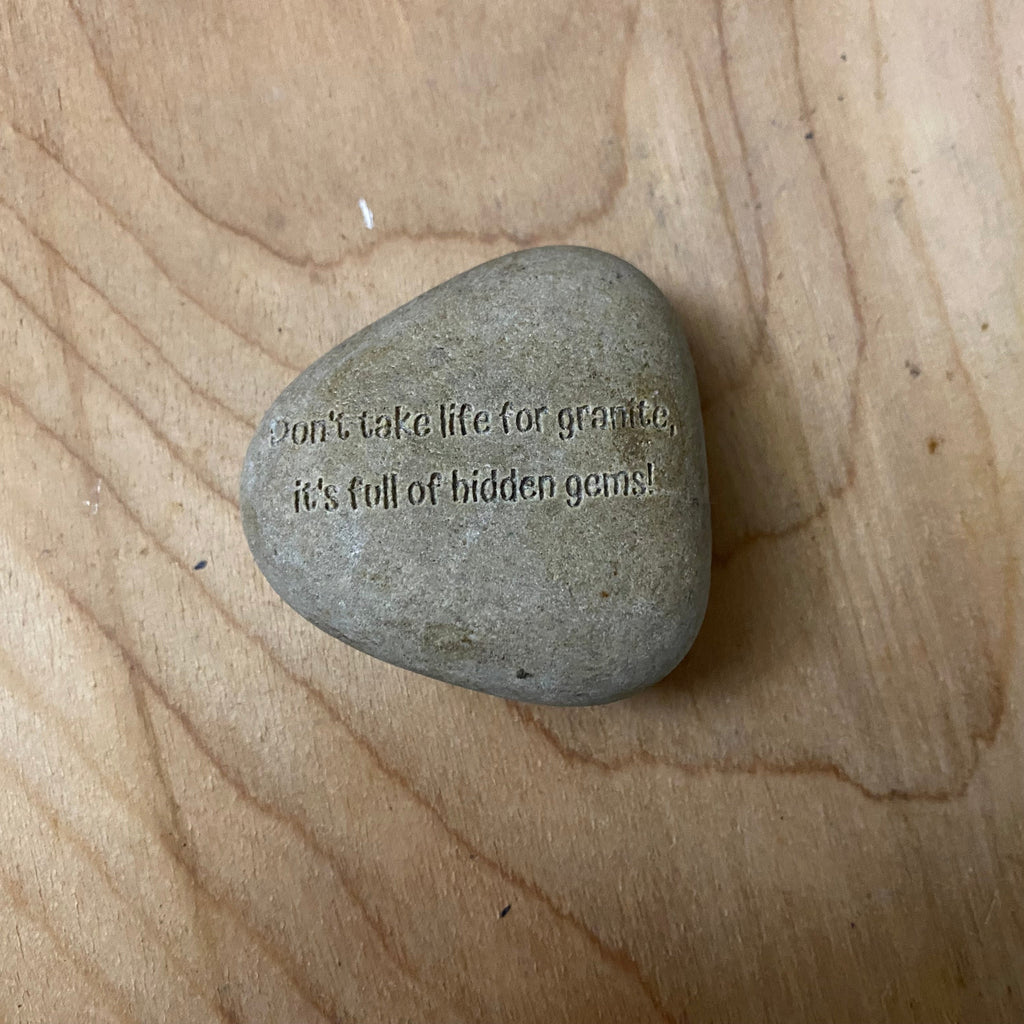 Don't take life for granite,
it's full of hidden gems!